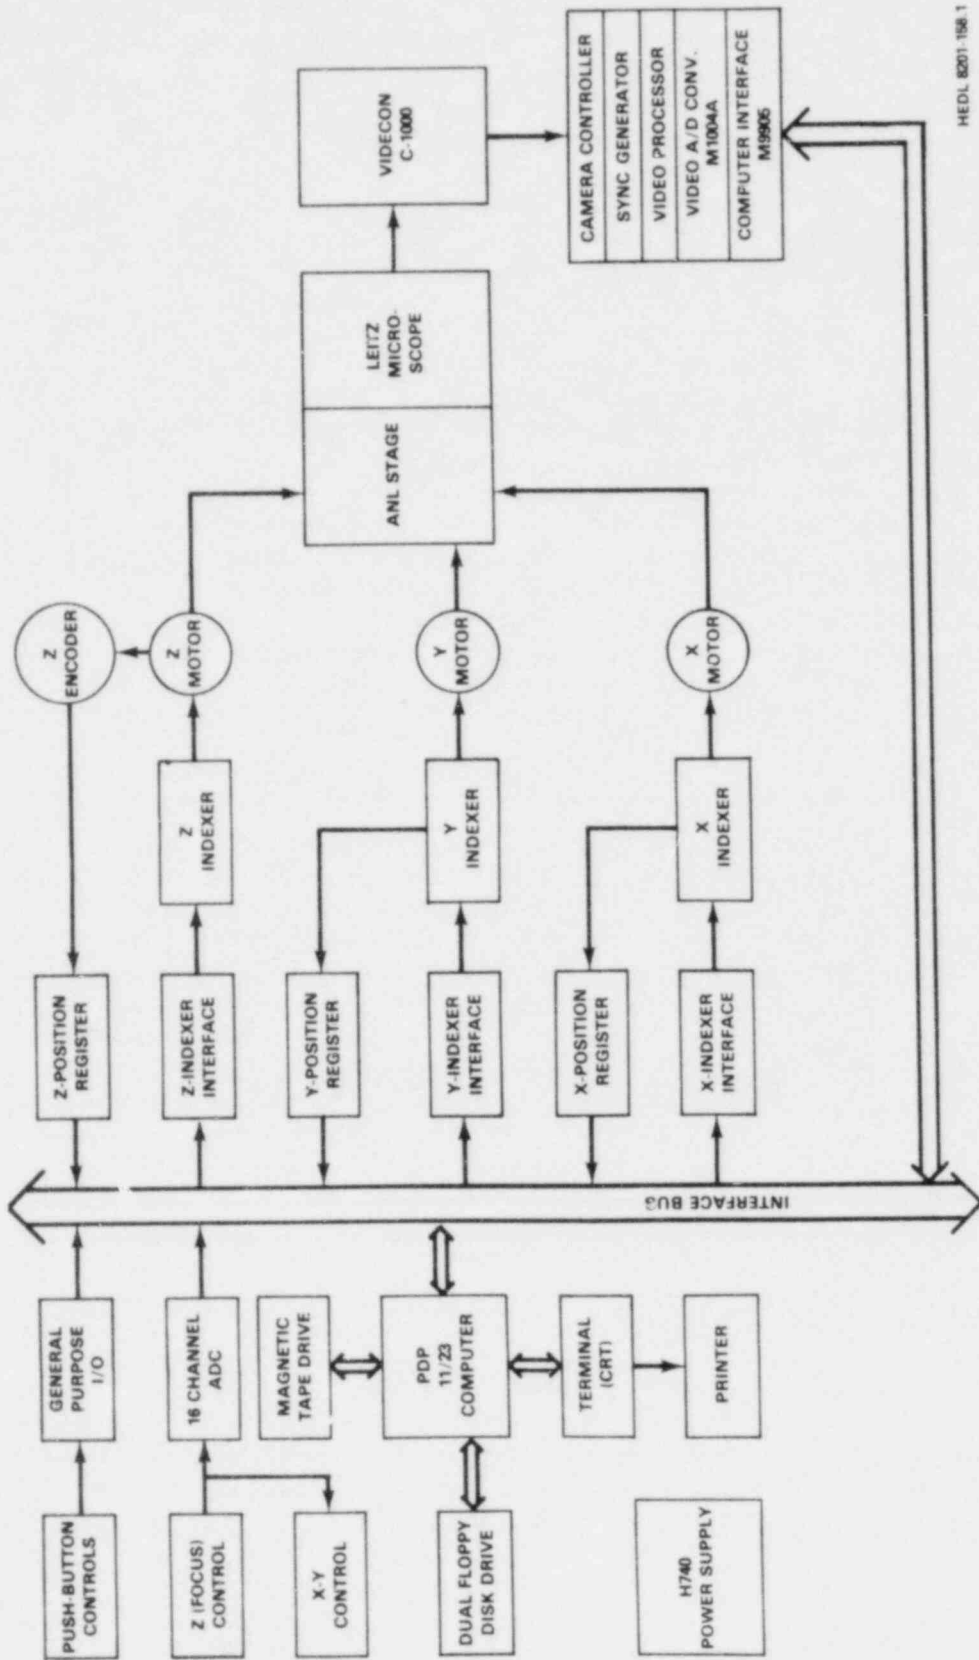 PUSH-BUTTON
CONTROLS
GENERAL
PURPOSE
I/O
Z-POSITION
REGISTER
Z
ENCODER
Z (FOCUS)
CONTROL
16 CHANNEL
ADC
Z-INDEXER
INTERFACE
Z
INDEXER
Z
MOTOR
X-Y
CONTROL
MAGNETIC
TAPE DRIVE
Y-POSITION
REGISTER
ANL STAGE
LEITZ
MICRO-
SCOPE
VIDECON
C-1000
DUAL FLOPPY
DISK DRIVE
PDP
11/23
COMPUTER
Y-INDEXER
INTERFACE
Y
INDEXER
Y
MOTOR
TERMINAL
(CRT)
X-POSITION
REGISTER
CAMERA CONTROLLER
SYNC GENERATOR
VIDEO PROCESSOR
VIDEO A/D CONV.
M1004A
COMPUTER INTERFACE
M9905
H740
POWER SUPPLY
PRINTER
X-INDEXER
INTERFACE
X
INDEXER
X
MOTOR
INTERFACE BUS
HEDL 8201-158.1